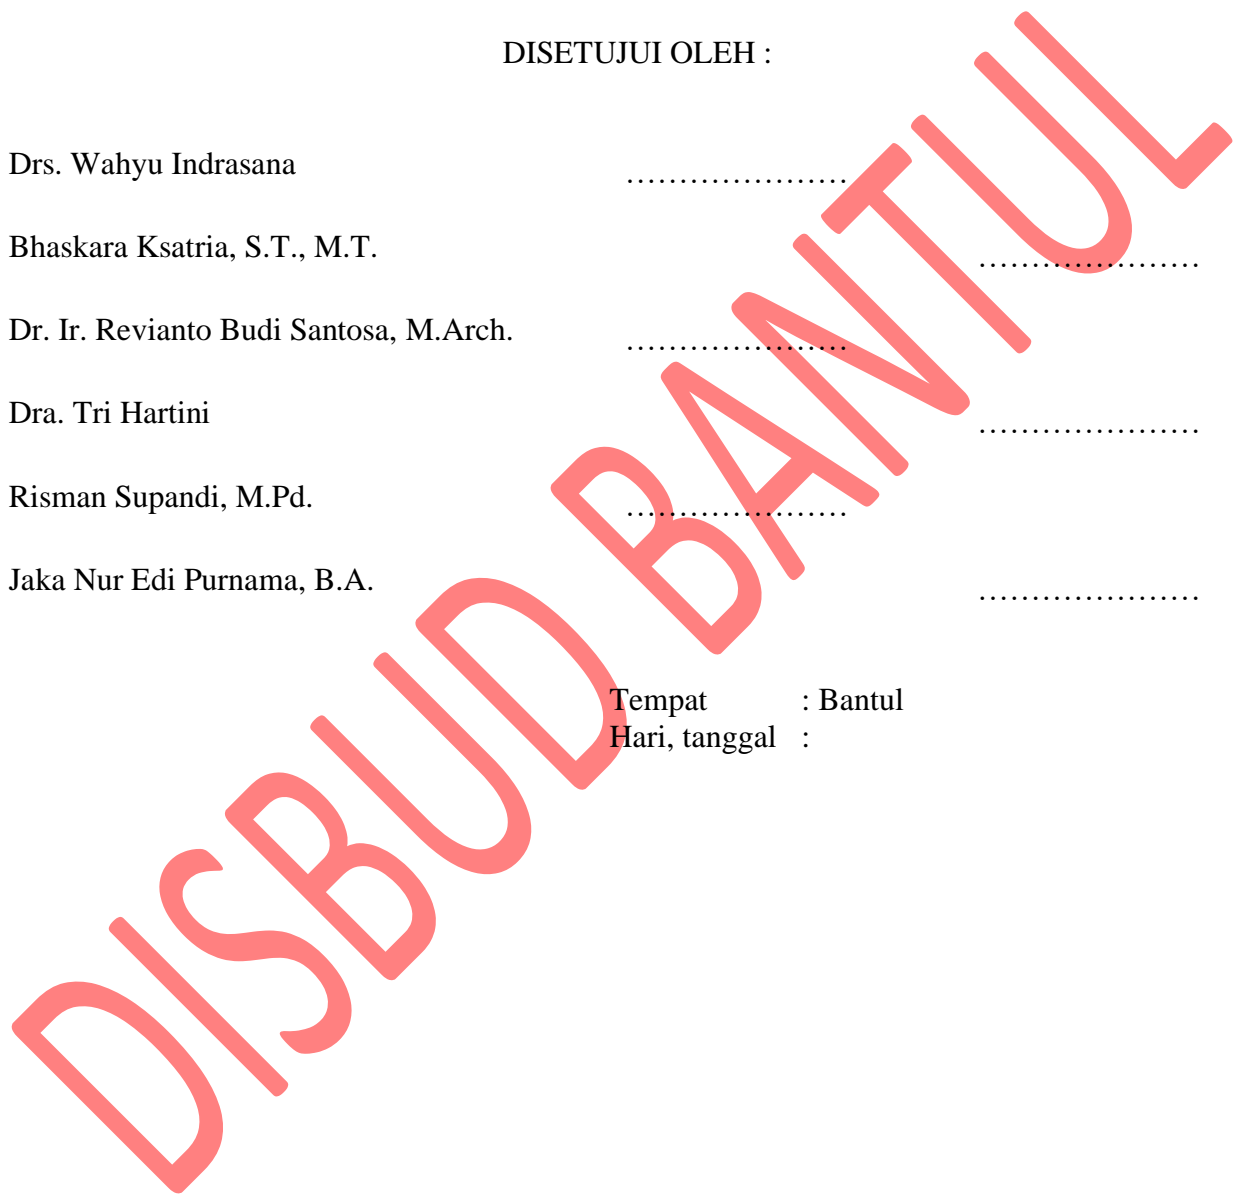 DISETUJUI OLEH :
Drs. Wahyu Indrasana .....................
Bhaskara Ksatria, S.T., M.T. .....................
Dr. Ir. Revianto Budi Santosa, M.Arch. .....................
Dra. Tri Hartini .....................
Risman Supandi, M.Pd. .....................
Jaka Nur Edi Purnama, B.A. .....................
Tempat : Bantul
Hari, tanggal :
DISBUD BANTUL